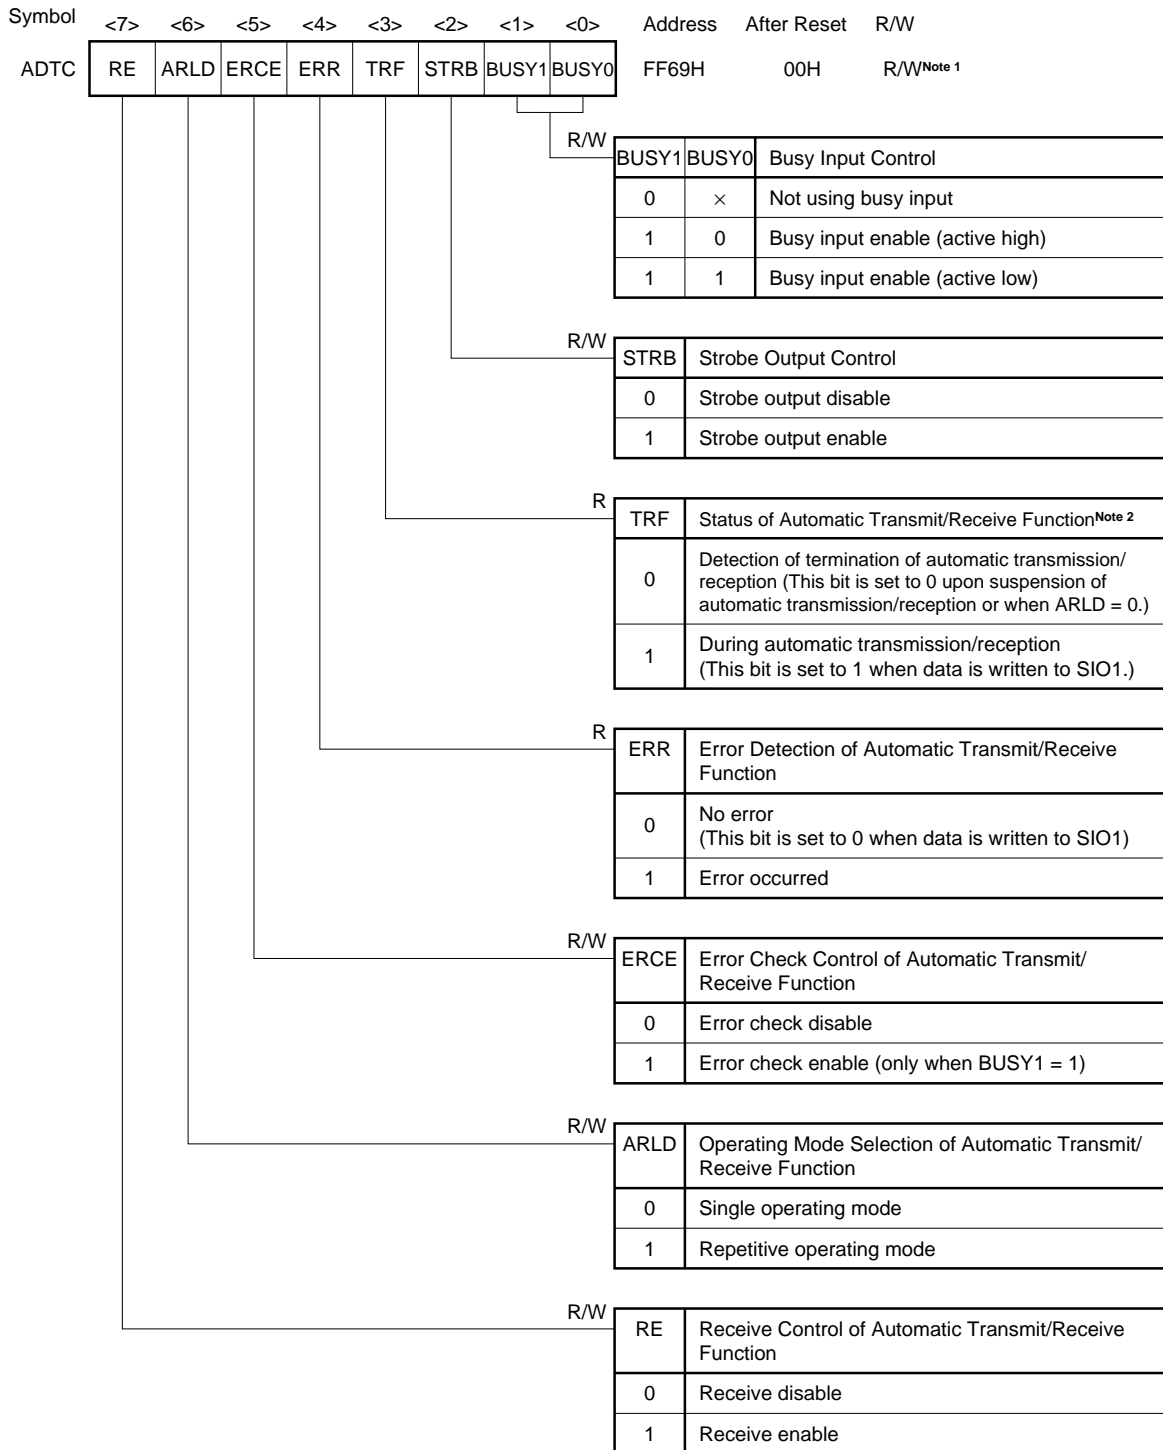 Symbol <7> <6> <5> <4> <3> <2> <1> <0> Address After Reset R/W
ADTC RE ARLD ERCE ERR TRF STRB BUSY1 BUSY0 FF69H 00H R/W Note 1
R/W
BUSY1 BUSY0 Busy Input Control
0 × Not using busy input
1 0 Busy input enable (active high)
1 1 Busy input enable (active low)
R/W
STRB Strobe Output Control
0 Strobe output disable
1 Strobe output enable
R
TRF Status of Automatic Transmit/Receive Function Note 2
0 Detection of termination of automatic transmission/
reception (This bit is set to 0 upon suspension of
automatic transmission/reception or when ARLD = 0.)
1 During automatic transmission/reception
(This bit is set to 1 when data is written to SIO1.)
R
ERR Error Detection of Automatic Transmit/Receive
Function
0 No error
(This bit is set to 0 when data is written to SIO1)
1 Error occurred
R/W
ERCE Error Check Control of Automatic Transmit/
Receive Function
0 Error check disable
1 Error check enable (only when BUSY1 = 1)
R/W
ARLD Operating Mode Selection of Automatic Transmit/
Receive Function
0 Single operating mode
1 Repetitive operating mode
R/W
RE Receive Control of Automatic Transmit/Receive
Function
0 Receive disable
1 Receive enable